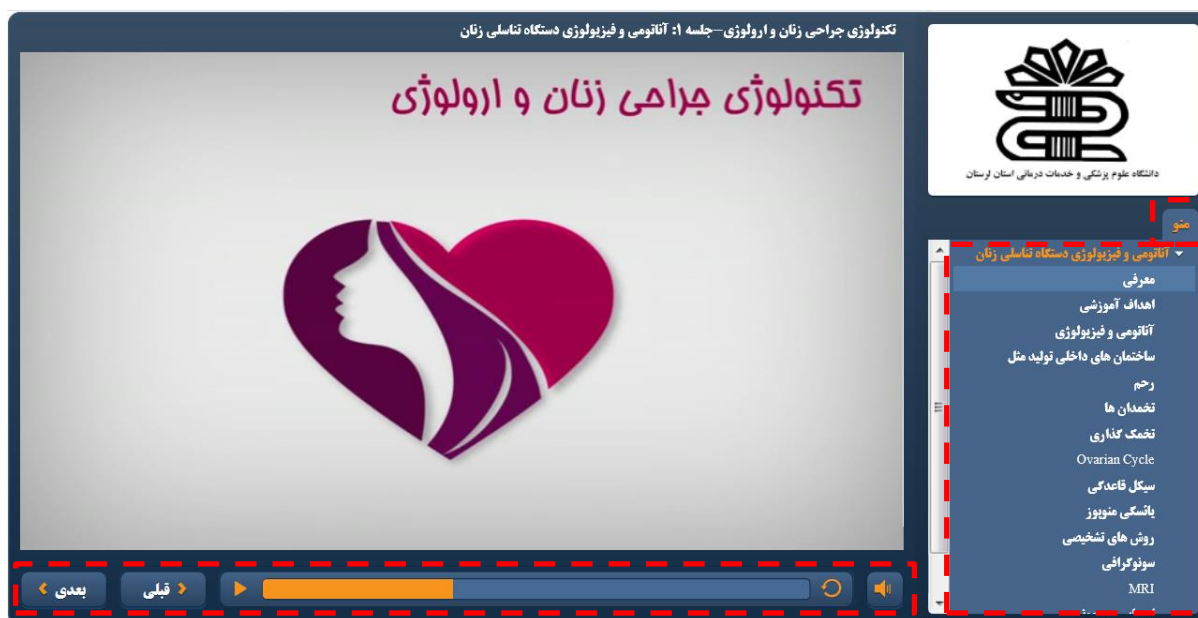 تکنولوژی جراحی زنان و ارولوژی–جلسه ۱: آناتومی و فیزیولوژی دستگاه تناسلی زنان
تکنولوژی جراحی زنان و ارولوژی
دانشگاه علوم پزشکی و خدمات درمانی استان لرستان
منو
آناتومی و فیزیولوژی دستگاه تناسلی زنان
معرفی
اهداف آموزشی
آناتومی و فیزیولوژی
ساختمان های داخلی تولید مثل
رحم
تخمدان ها
تخمک گذاری
Ovarian Cycle
سیکل قاعدگی
یائسگی منوپوز
روش های تشخیصی
سونوگرافی
MRI
قبلی
بعدی